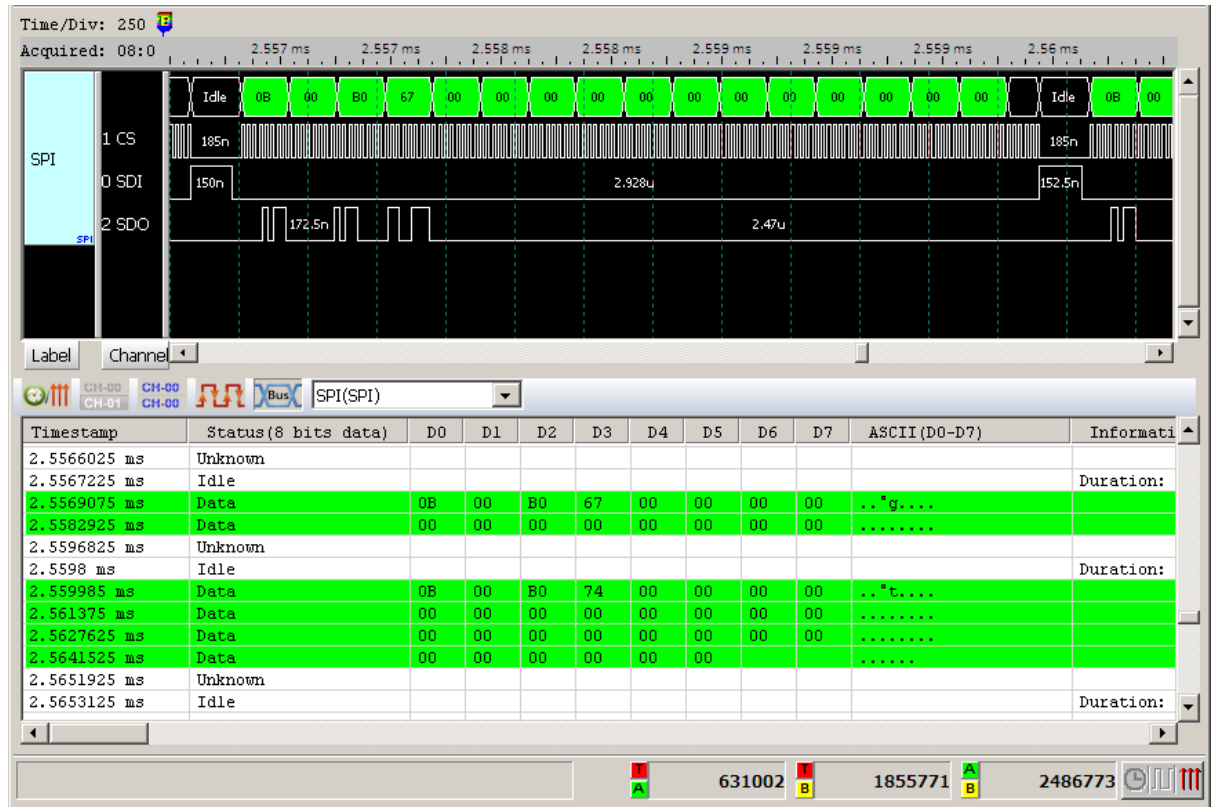 Time/Div: 250
Acquired: 08:0
2.557 ms 2.557 ms 2.558 ms 2.558 ms 2.559 ms 2.559 ms 2.559 ms 2.56 ms
Idle 0B 00 B0 67 00 00 00 00 00 00 00 00 00 00 00 00 Idle 0B 00
SPI
SPI
1 CS 185n 185n
0 SDI 150n 2.928u 152.5n
2 SDO 172.5n 2.47u
Label Channel
CH-00 CH-01 CH-00 CH-00 Bus SPI(SPI)
Timestamp Status(8 bits data) D0 D1 D2 D3 D4 D5 D6 D7 ASCII(D0-D7) Informati
2.5566025 ms Unknown
2.5567225 ms Idle Duration:
2.5569075 ms Data 0B 00 B0 67 00 00 00 00 ..°g....
2.5582925 ms Data 00 00 00 00 00 00 00 00 ........
2.5596825 ms Unknown
2.5598 ms Idle Duration:
2.559985 ms Data 0B 00 B0 74 00 00 00 00 ..°t....
2.561375 ms Data 00 00 00 00 00 00 00 00 ........
2.5627625 ms Data 00 00 00 00 00 00 00 00 ........
2.5641525 ms Data 00 00 00 00 00 00 ......
2.5651925 ms Unknown
2.5653125 ms Idle Duration:
T A 631002 T B 1855771 A B 2486773